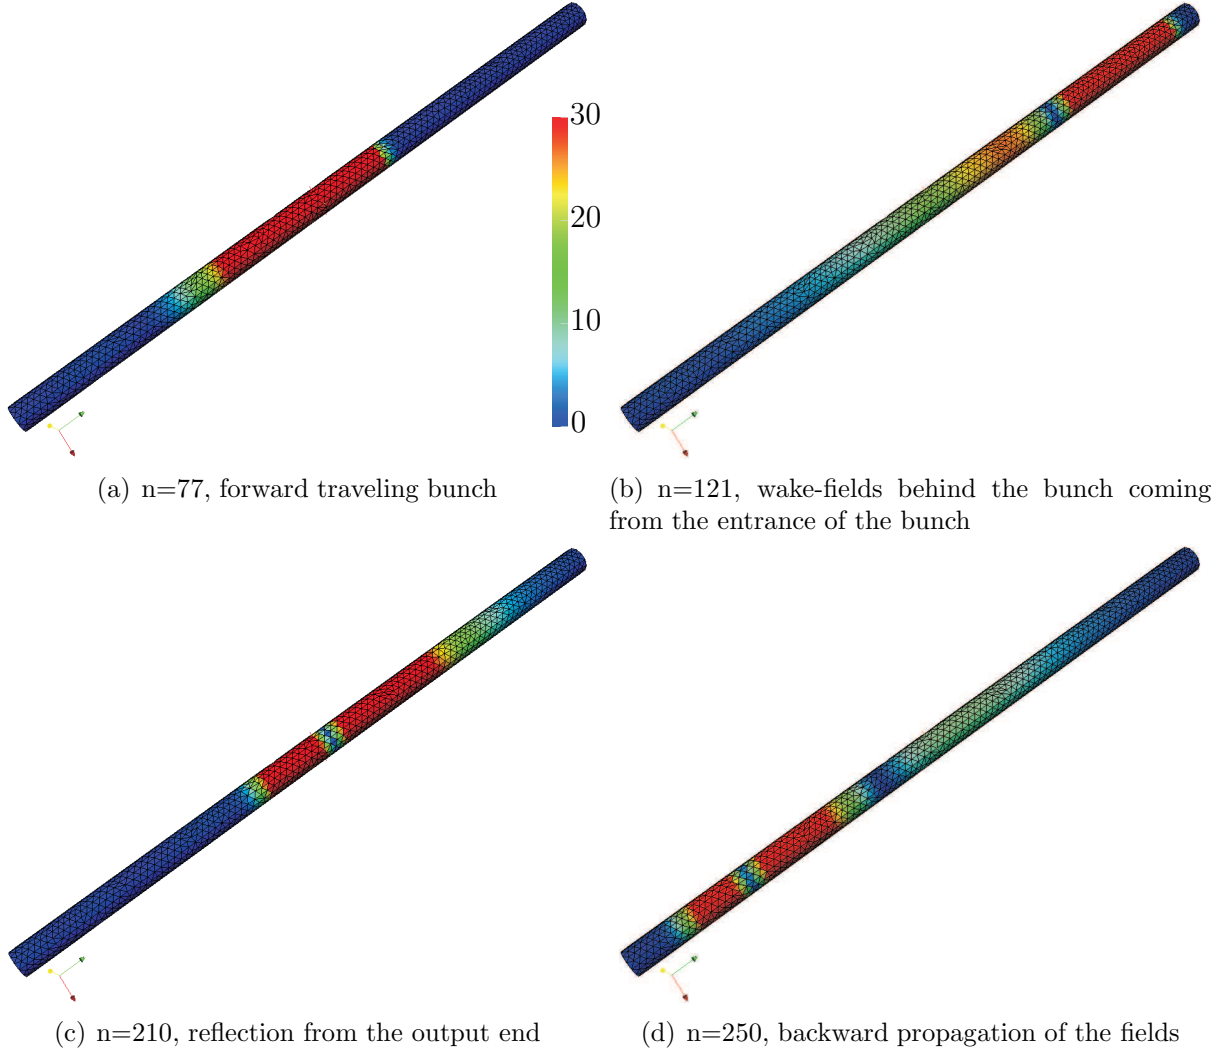 30
20
10
0
(a) n=77, forward traveling bunch
(b) n=121, wake-fields behind the bunch coming
from the entrance of the bunch
(c) n=210, reflection from the output end
(d) n=250, backward propagation of the fields